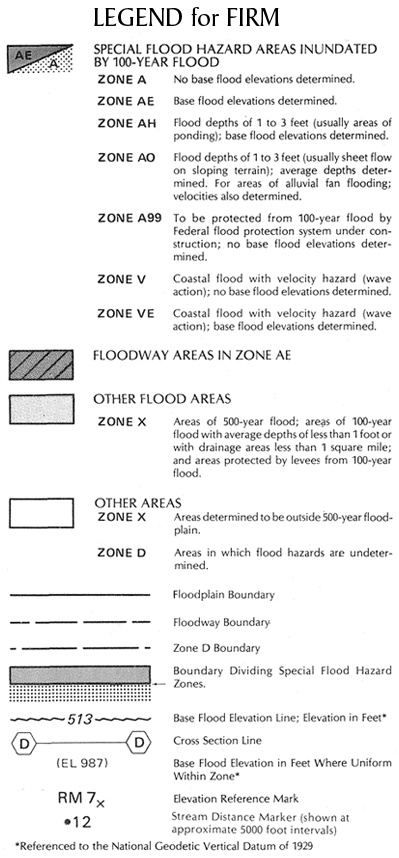 LEGEND for FIRM
AE
A
SPECIAL FLOOD HAZARD AREAS INUNDATED
BY 100-YEAR FLOOD
ZONE A No base flood elevations determined.
ZONE AE Base flood elevations determined.
ZONE AH Flood depths of 1 to 3 feet (usually areas of
ponding); base flood elevations determined.
ZONE AO Flood depths of 1 to 3 feet (usually sheet flow
on sloping terrain); average depths deter-
mined. For areas of alluvial fan flooding;
velocities also determined.
ZONE A99 To be protected from 100-year flood by
Federal flood protection system under con-
struction; no base flood elevations deter-
mined.
ZONE V Coastal flood with velocity hazard (wave
action); no base flood elevations determined.
ZONE VE Coastal flood with velocity hazard (wave
action); base flood elevations determined.
FLOODWAY AREAS IN ZONE AE
OTHER FLOOD AREAS
ZONE X Areas of 500-year flood; areas of 100-year
flood with average depths of less than 1 foot or
with drainage areas less than 1 square mile;
and areas protected by levees from 100-year
flood.
OTHER AREAS
ZONE X Areas determined to be outside 500-year flood-
plain.
ZONE D Areas in which flood hazards are undeter-
mined.
Floodplain Boundary
Floodway Boundary
Zone D Boundary
Boundary Dividing Special Flood Hazard
Zones.
513 Base Flood Elevation Line; Elevation in Feet*
D D Cross Section Line
(EL 987) Base Flood Elevation in Feet Where Uniform
Within Zone*
RM 7x Elevation Reference Mark
•12 Stream Distance Marker (shown at
approximate 5000 foot intervals)
*Referenced to the National Geodetic Vertical Datum of 1929